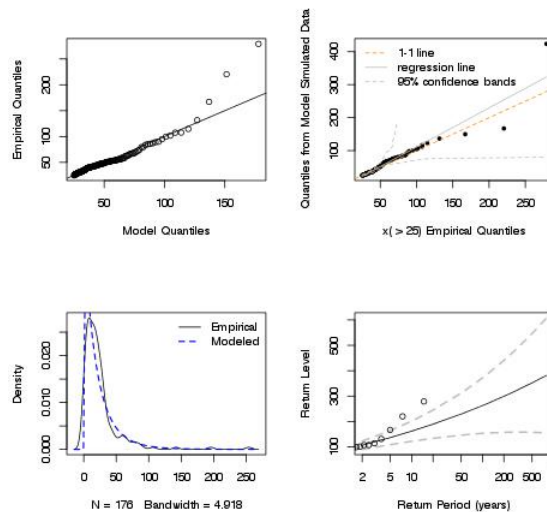 Empirical Quantiles
50
100
200
50
100
150
Model Quantiles
Quantiles from Model Simulated Data
100
200
300
400
1-1 line
regression line
95% confidence bands
50
100
150
200
250
x( > 25) Empirical Quantiles
Density
0.000
0.010
0.020
Empirical
Modeled
0
50
100
150
200
250
N = 176 Bandwidth = 4.918
Return Level
100
300
500
2
5
10
50
200
500
Return Period (years)